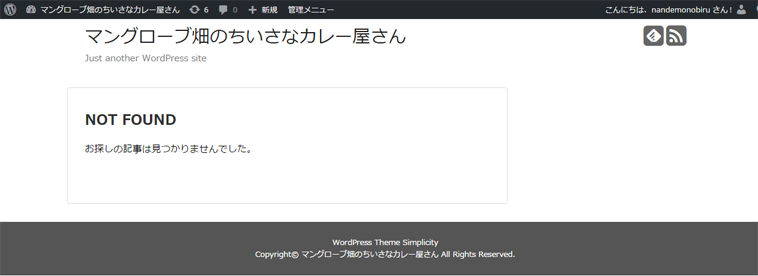 マングローブ畑のちいさなカレー屋さん 6 0 新規 管理メニュー こんにちは、nandemonobiru さん!
マングローブ畑のちいさなカレー屋さん
Just another WordPress site
NOT FOUND
お探しの記事は見つかりませんでした。
WordPress Theme Simplicity
Copyright© マングローブ畑のちいさなカレー屋さん All Rights Reserved.